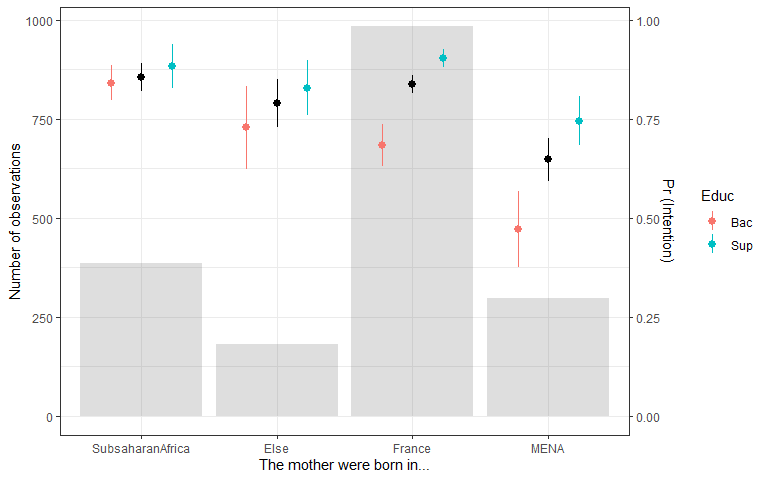 Number of observations
1000
750
500
250
0
1.00
0.75
0.50
0.25
0.00
Pr (Intention)
SubsaharanAfrica
Else
France
MENA
The mother were born in...
Educ
Bac
Sup